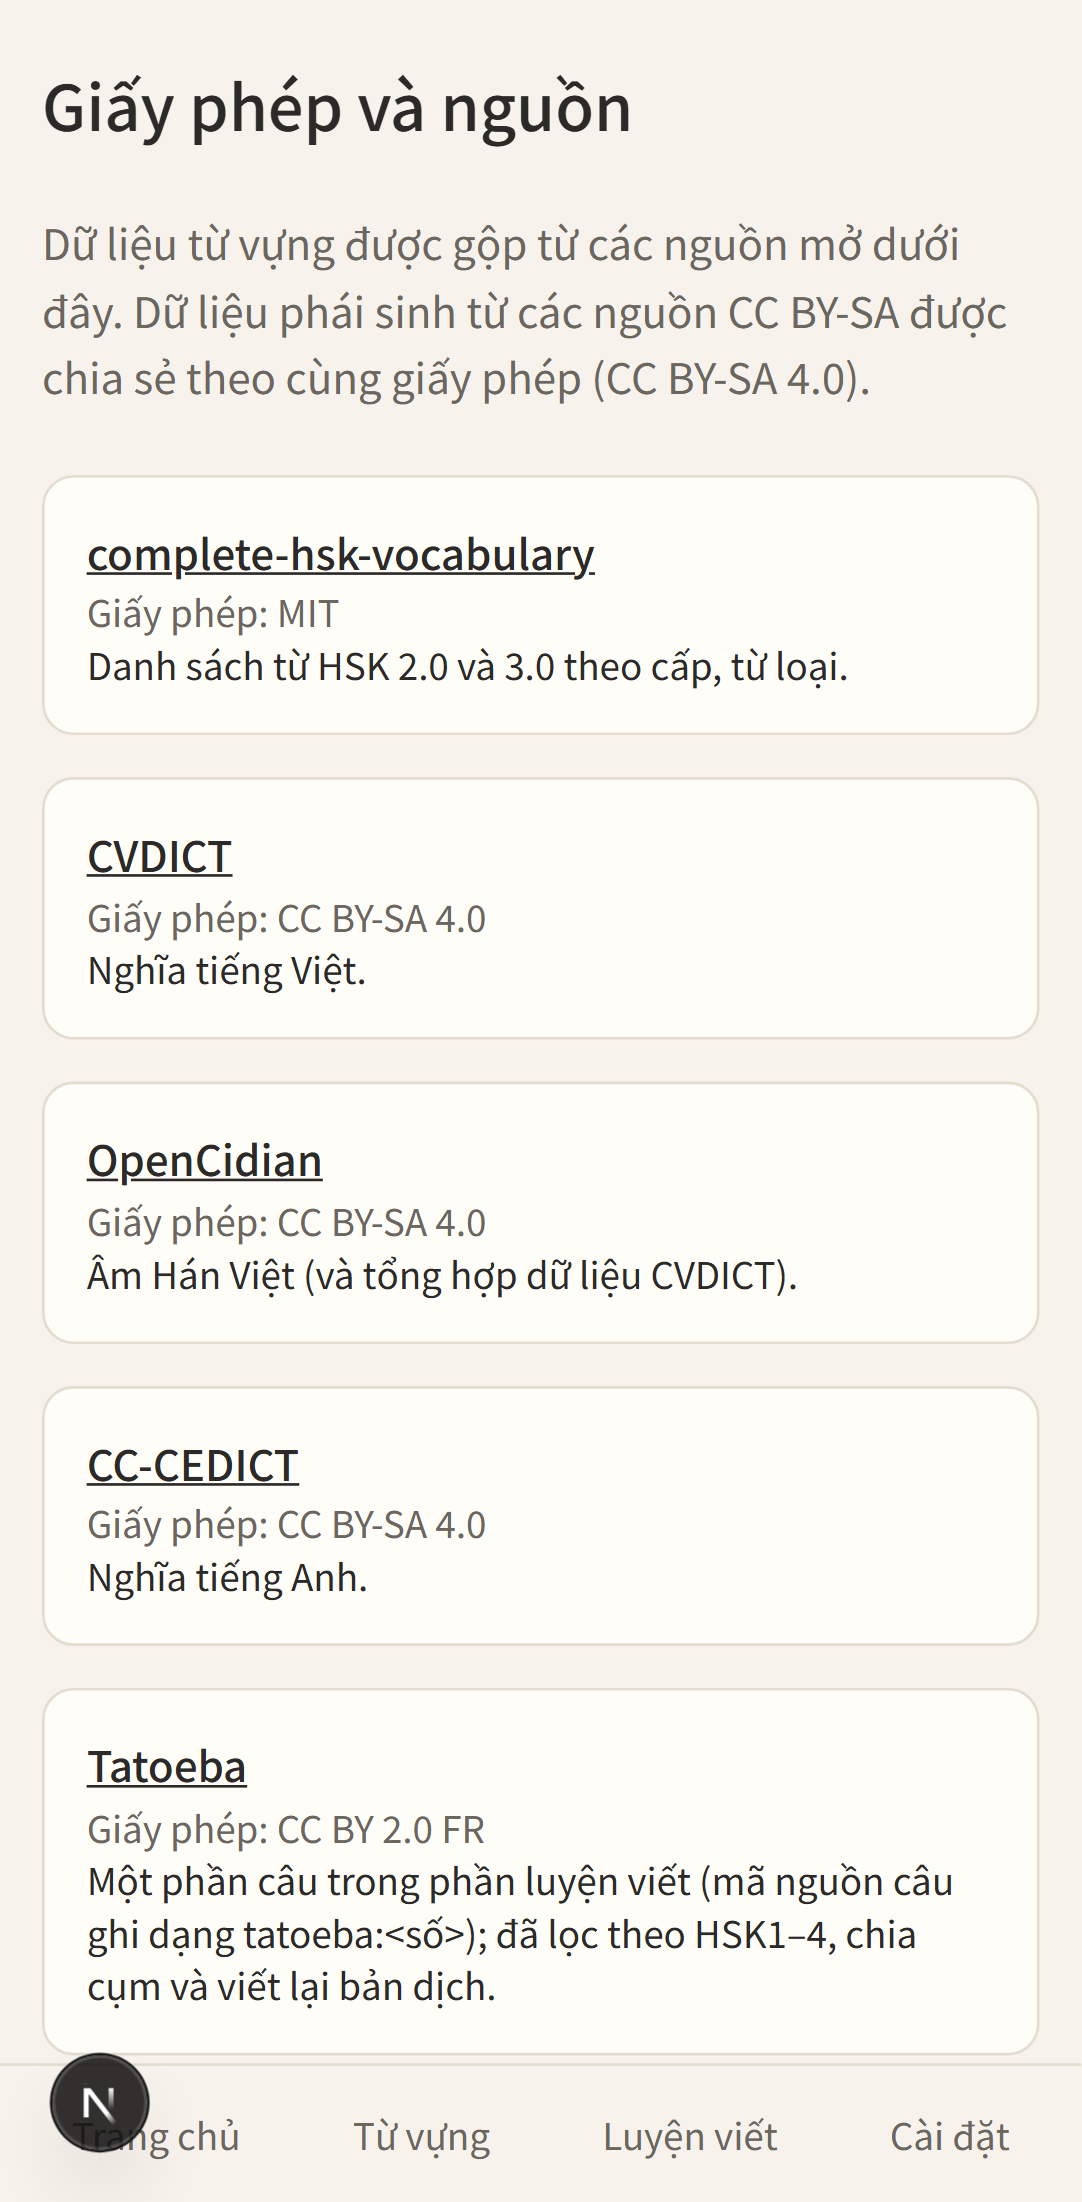 Giấy phép và nguồn
Dữ liệu từ vựng được gộp từ các nguồn mở dưới
đây. Dữ liệu phái sinh từ các nguồn CC BY-SA được
chia sẻ theo cùng giấy phép (CC BY-SA 4.0).
complete-hsk-vocabulary
Giấy phép: MIT
Danh sách từ HSK 2.0 và 3.0 theo cấp, từ loại.
CVDICT
Giấy phép: CC BY-SA 4.0
Nghĩa tiếng Việt.
OpenCidian
Giấy phép: CC BY-SA 4.0
Âm Hán Việt (và tổng hợp dữ liệu CVDICT).
CC-CEDICT
Giấy phép: CC BY-SA 4.0
Nghĩa tiếng Anh.
Tatoeba
Giấy phép: CC BY 2.0 FR
Một phần câu trong phần luyện viết (mã nguồn câu
ghi dạng tatoeba:<số>); đã lọc theo HSK1–4, chia
cụm và viết lại bản dịch.
N
Trang chủ
Từ vựng
Luyện viết
Cài đặt